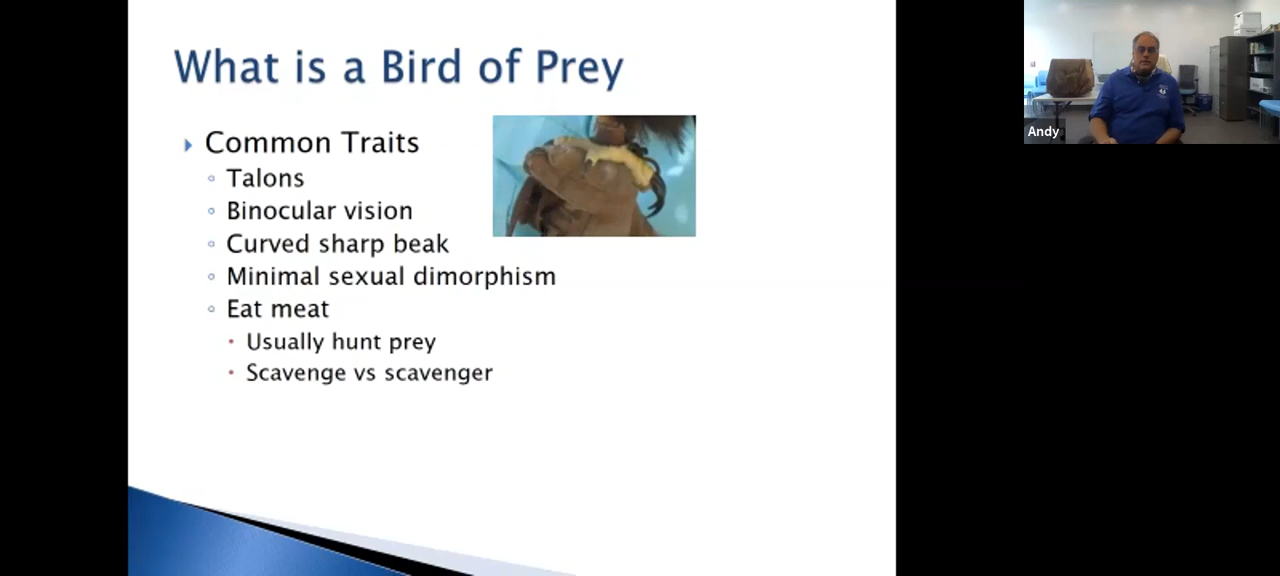 What is a Bird of Prey
Common Traits
Talons
Binocular vision
Curved sharp beak
Minimal sexual dimorphism
Eat meat
Usually hunt prey
Scavenge vs scavenger
Andy